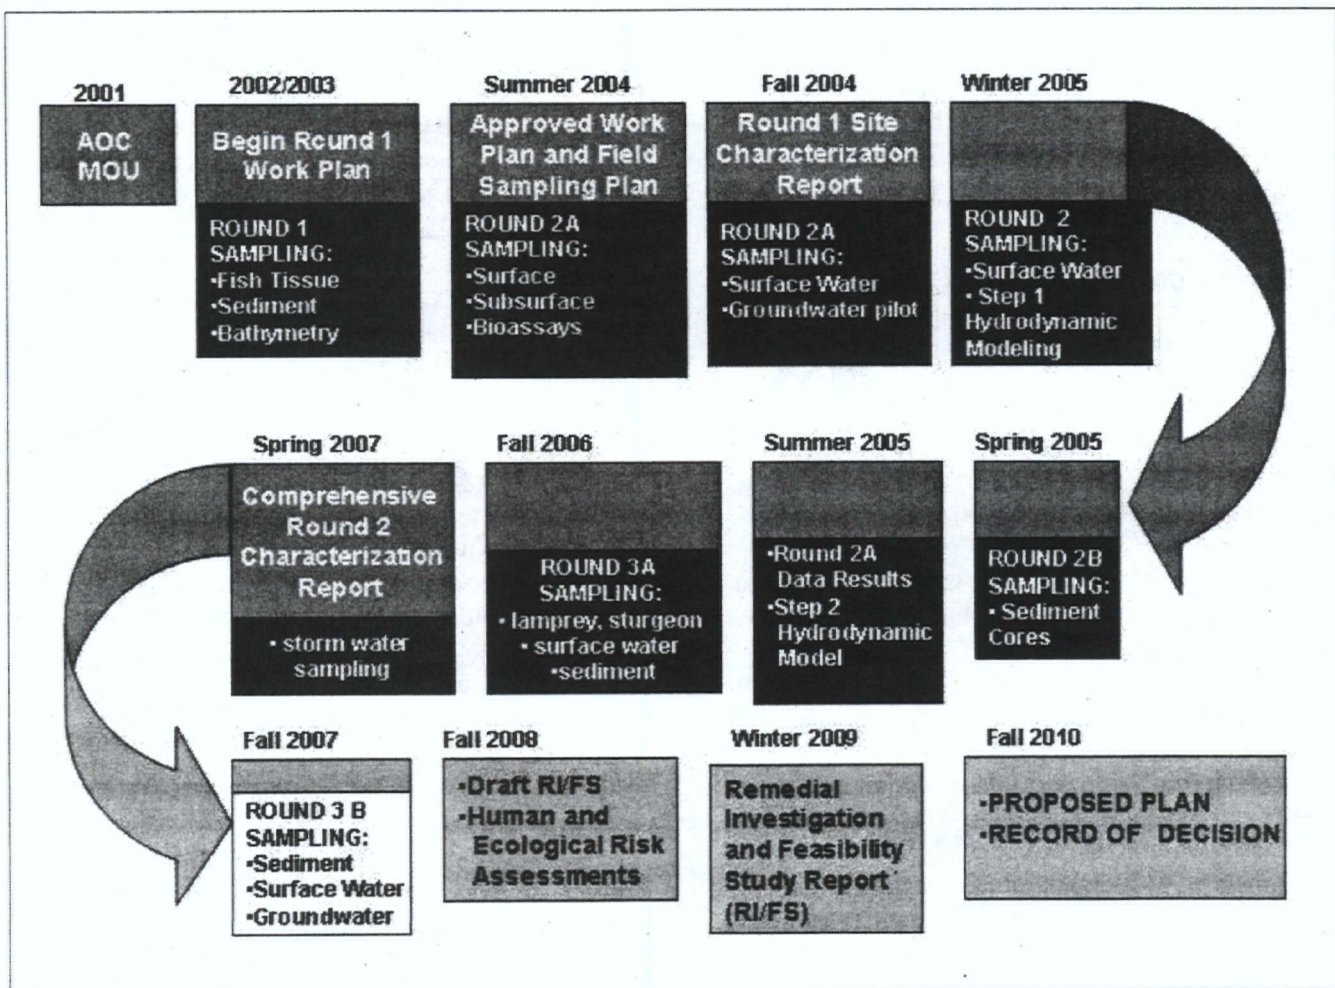 2001
AOC
MOU
2002/2003
Begin Round 1
Work Plan
ROUND 1
SAMPLING:
•Fish Tissue
•Sediment
•Bathymetry
Summer 2004
Approved Work
Plan and Field
Sampling Plan
ROUND 2A
SAMPLING:
•Surface
•Subsurface
•Bioassays
Fall 2004
Round 1 Site
Characterization
Report
ROUND 2A
SAMPLING:
•Surface Water
•Groundwater pilot
Winter 2005
ROUND 2
SAMPLING:
•Surface Water
• Step 1
Hydrodynamic
Modeling
Spring 2007
Comprehensive
Round 2
Characterization
Report
• storm water
sampling
Fall 2006
ROUND 3A
SAMPLING:
• lamprey, sturgeon
• surface water
•sediment
Summer 2005
•Round 2A
Data Results
•Step 2
Hydrodynamic
Model
Spring 2005
ROUND 2B
SAMPLING:
• Sediment
Cores
Fall 2007
ROUND 3 B
SAMPLING:
•Sediment
•Surface Water
•Groundwater
Fall 2008
•Draft RI/FS
•Human and
Ecological Risk
Assessments
Winter 2009
Remedial
Investigation
and Feasibility
Study Report
(RI/FS)
Fall 2010
•PROPOSED PLAN
•RECORD OF DECISION